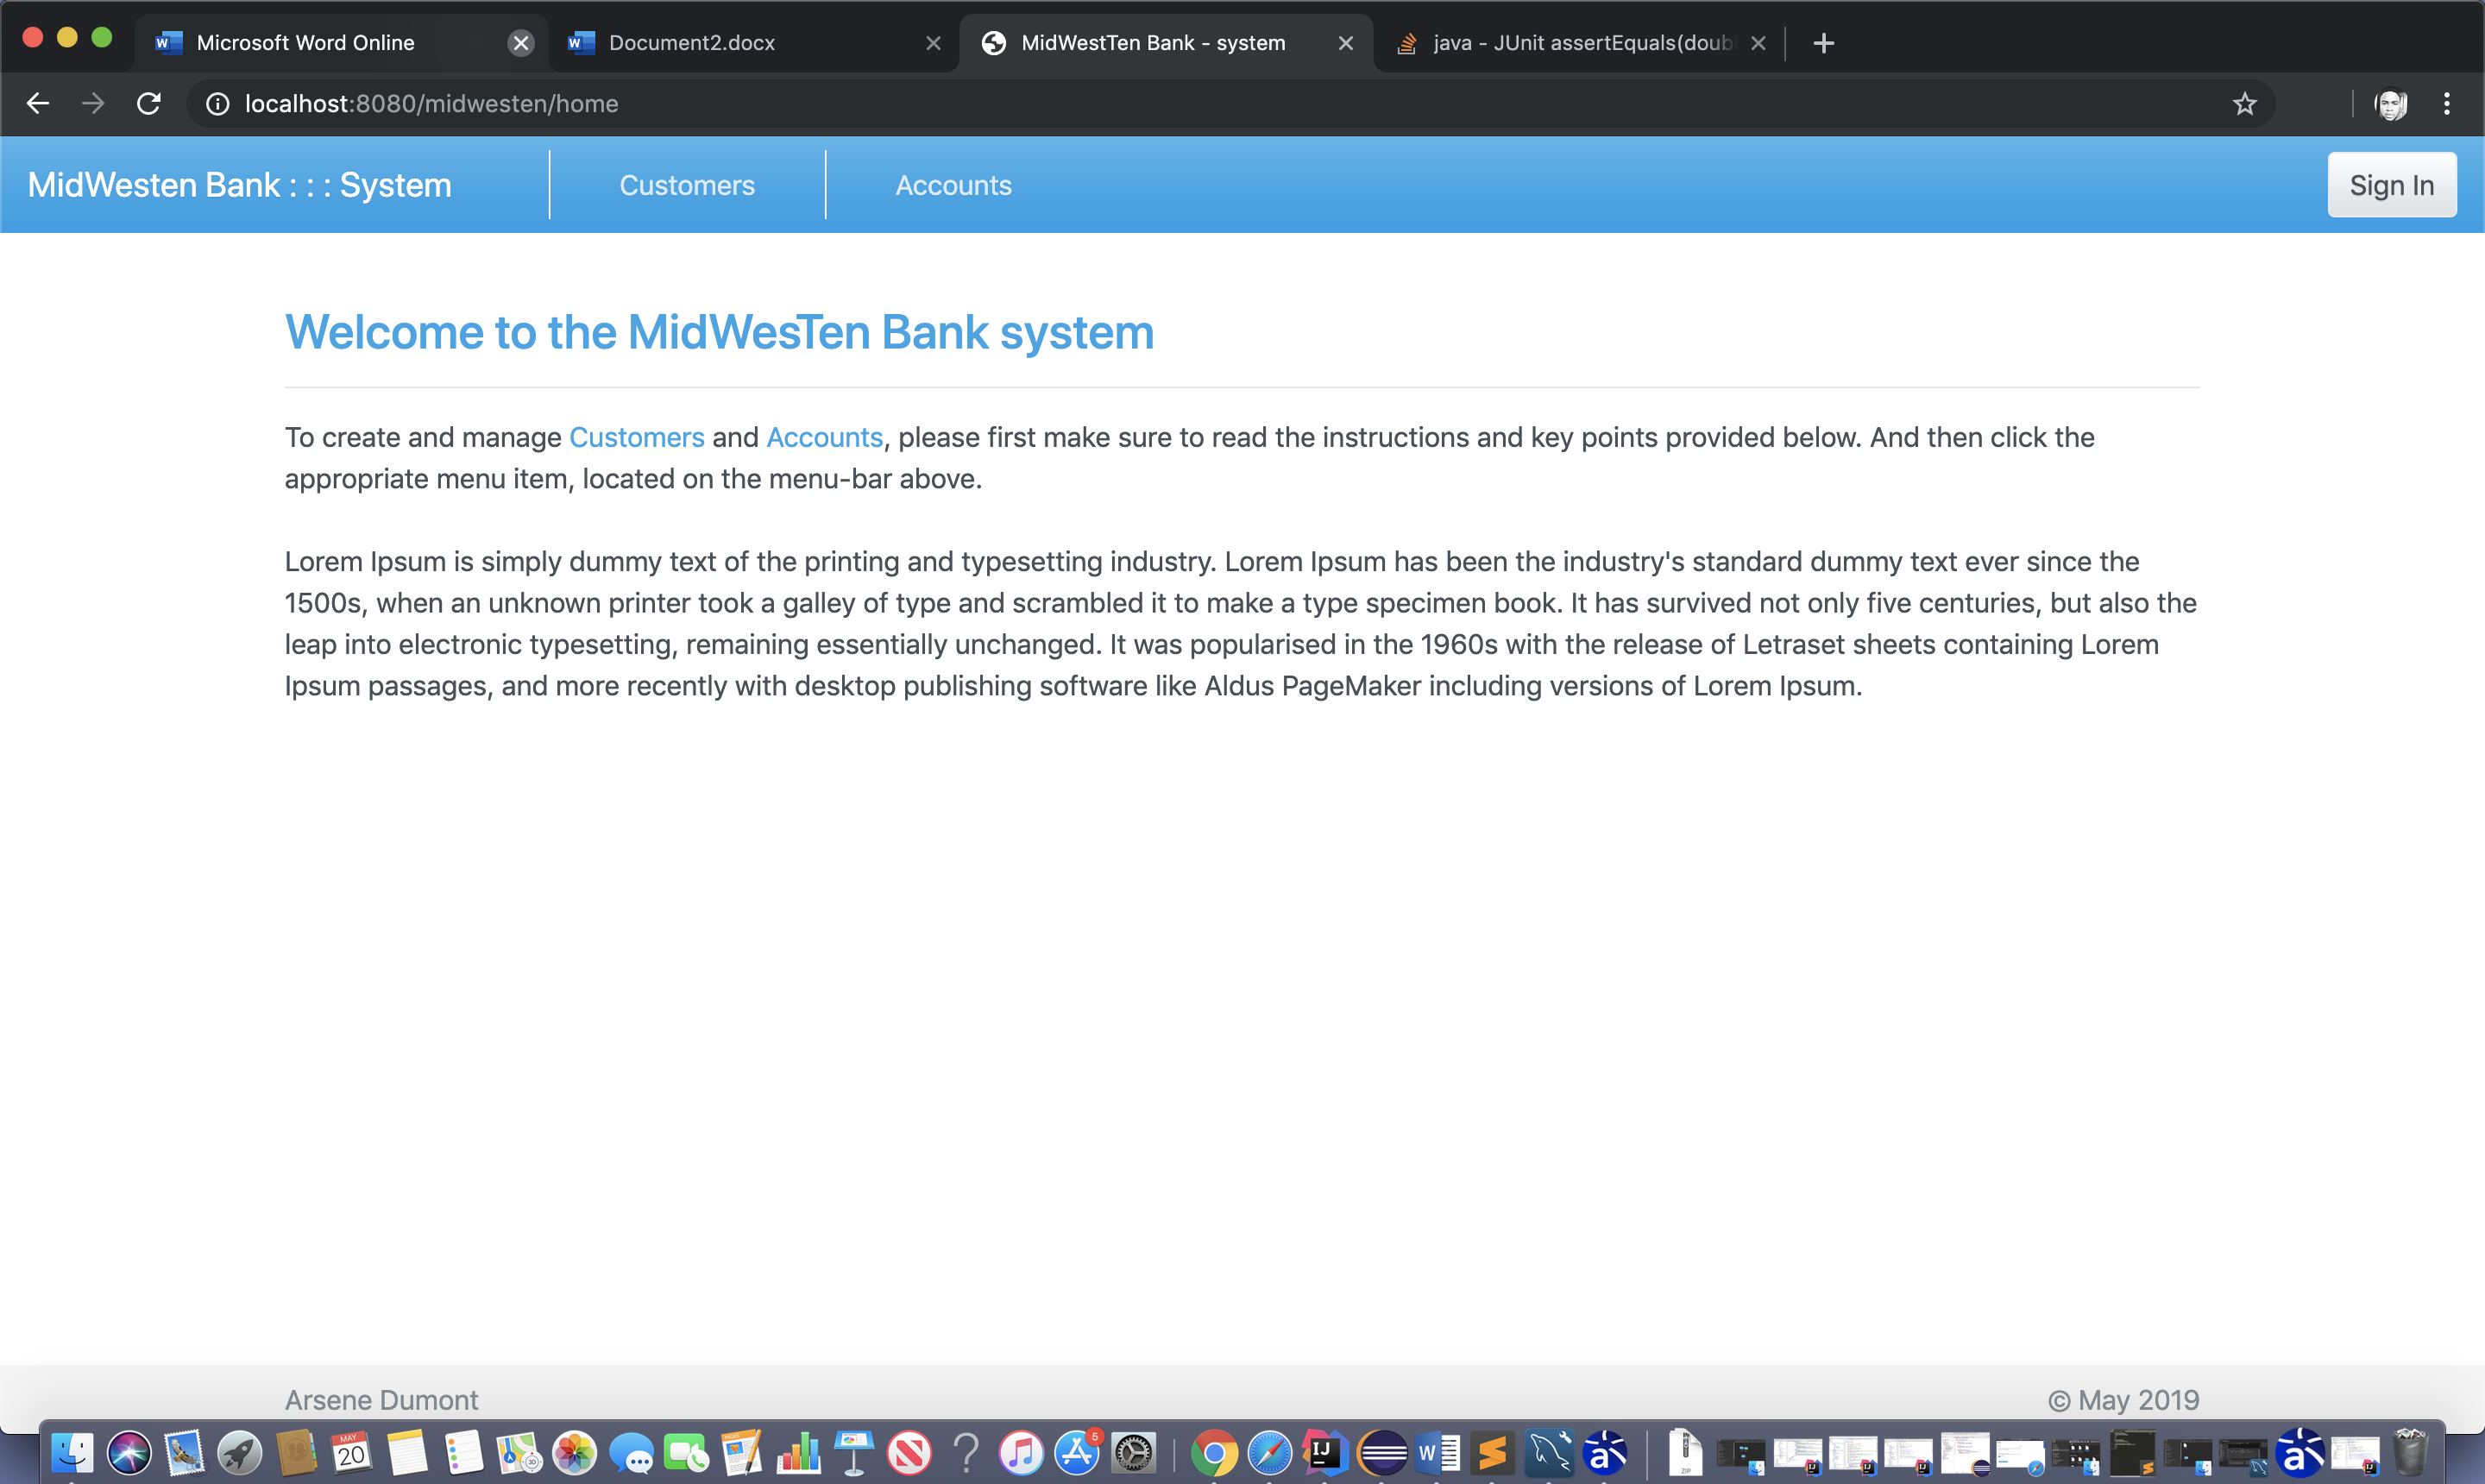 Microsoft Word Online
Document2.docx
MidWestTen Bank - system
java - JUnit assertEquals(doub
localhost:8080/midwesten/home
MidWesten Bank : : : System
Customers
Accounts
Sign In
Welcome to the MidWesTen Bank system
To create and manage Customers and Accounts, please first make sure to read the instructions and key points provided below. And then click the
appropriate menu item, located on the menu-bar above.
Lorem Ipsum is simply dummy text of the printing and typesetting industry. Lorem Ipsum has been the industry's standard dummy text ever since the
1500s, when an unknown printer took a galley of type and scrambled it to make a type specimen book. It has survived not only five centuries, but also the
leap into electronic typesetting, remaining essentially unchanged. It was popularised in the 1960s with the release of Letraset sheets containing Lorem
Ipsum passages, and more recently with desktop publishing software like Aldus PageMaker including versions of Lorem Ipsum.
Arsene Dumont
© May 2019
MAY
20
5
IJ
W
ZIP